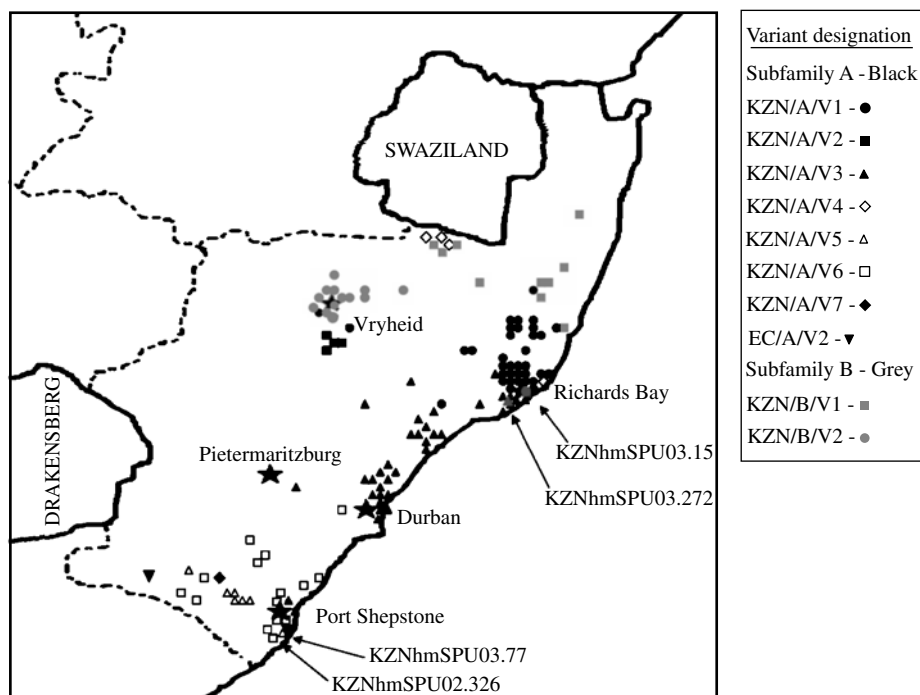 SWAZILAND
Vryheid
DRAKENSBERG
Richards Bay
KZNhmSPU03.15
Pietermaritzburg
KZNhmSPU03.272
Durban
Port Shepstone
KZNhmSPU03.77
KZNhmSPU02.326
Variant designation
Subfamily A - Black
KZN/A/V1 - ●
KZN/A/V2 - ■
KZN/A/V3 - ▲
KZN/A/V4 - ◇
KZN/A/V5 - △
KZN/A/V6 - □
KZN/A/V7 - ◆
EC/A/V2 - ▼
Subfamily B - Grey
KZN/B/V1 - ■
KZN/B/V2 - ●